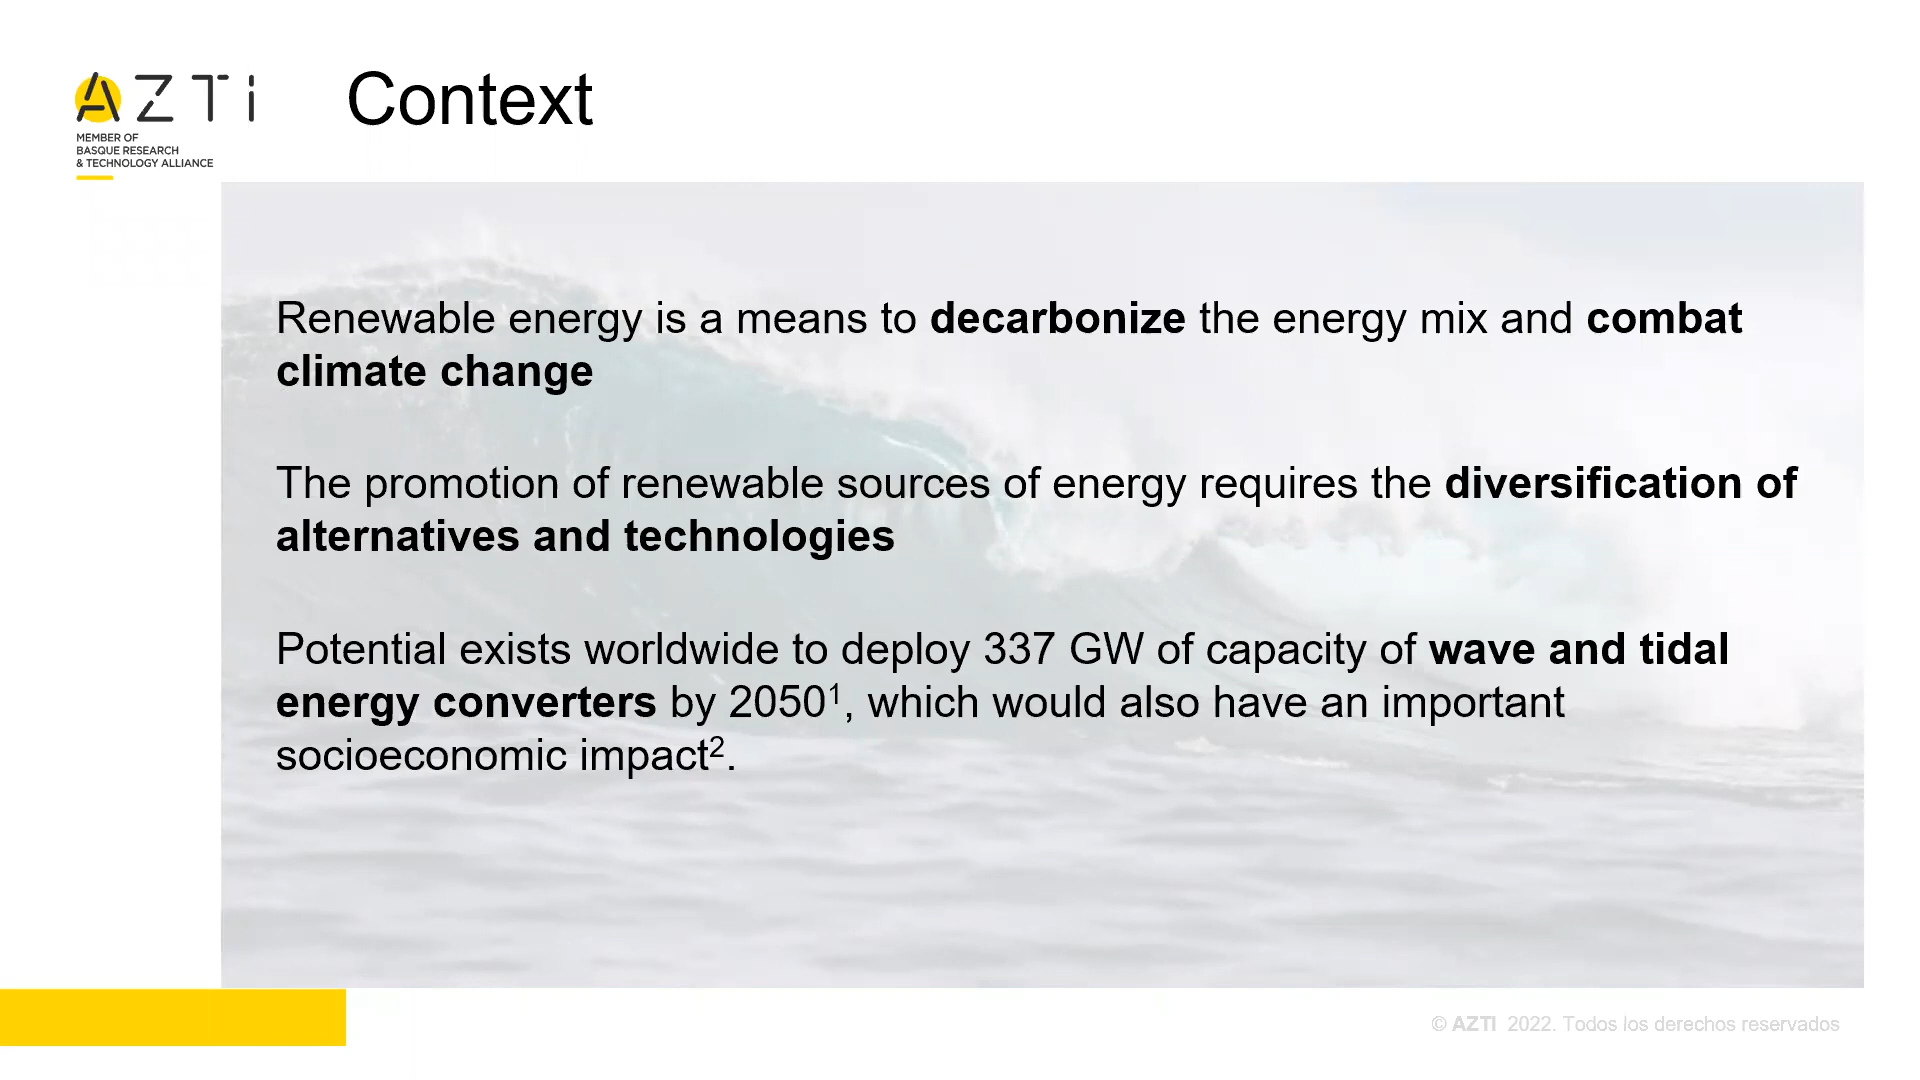 AZTi
MEMBER OF
BASQUE RESEARCH
& TECHNOLOGY ALLIANCE
Context
Renewable energy is a means to decarbonize the energy mix and combat
climate change
The promotion of renewable sources of energy requires the diversification of
alternatives and technologies
Potential exists worldwide to deploy 337 GW of capacity of wave and tidal
energy converters by 2050¹, which would also have an important
socioeconomic impact².
© AZTI 2022. Todos los derechos reservados